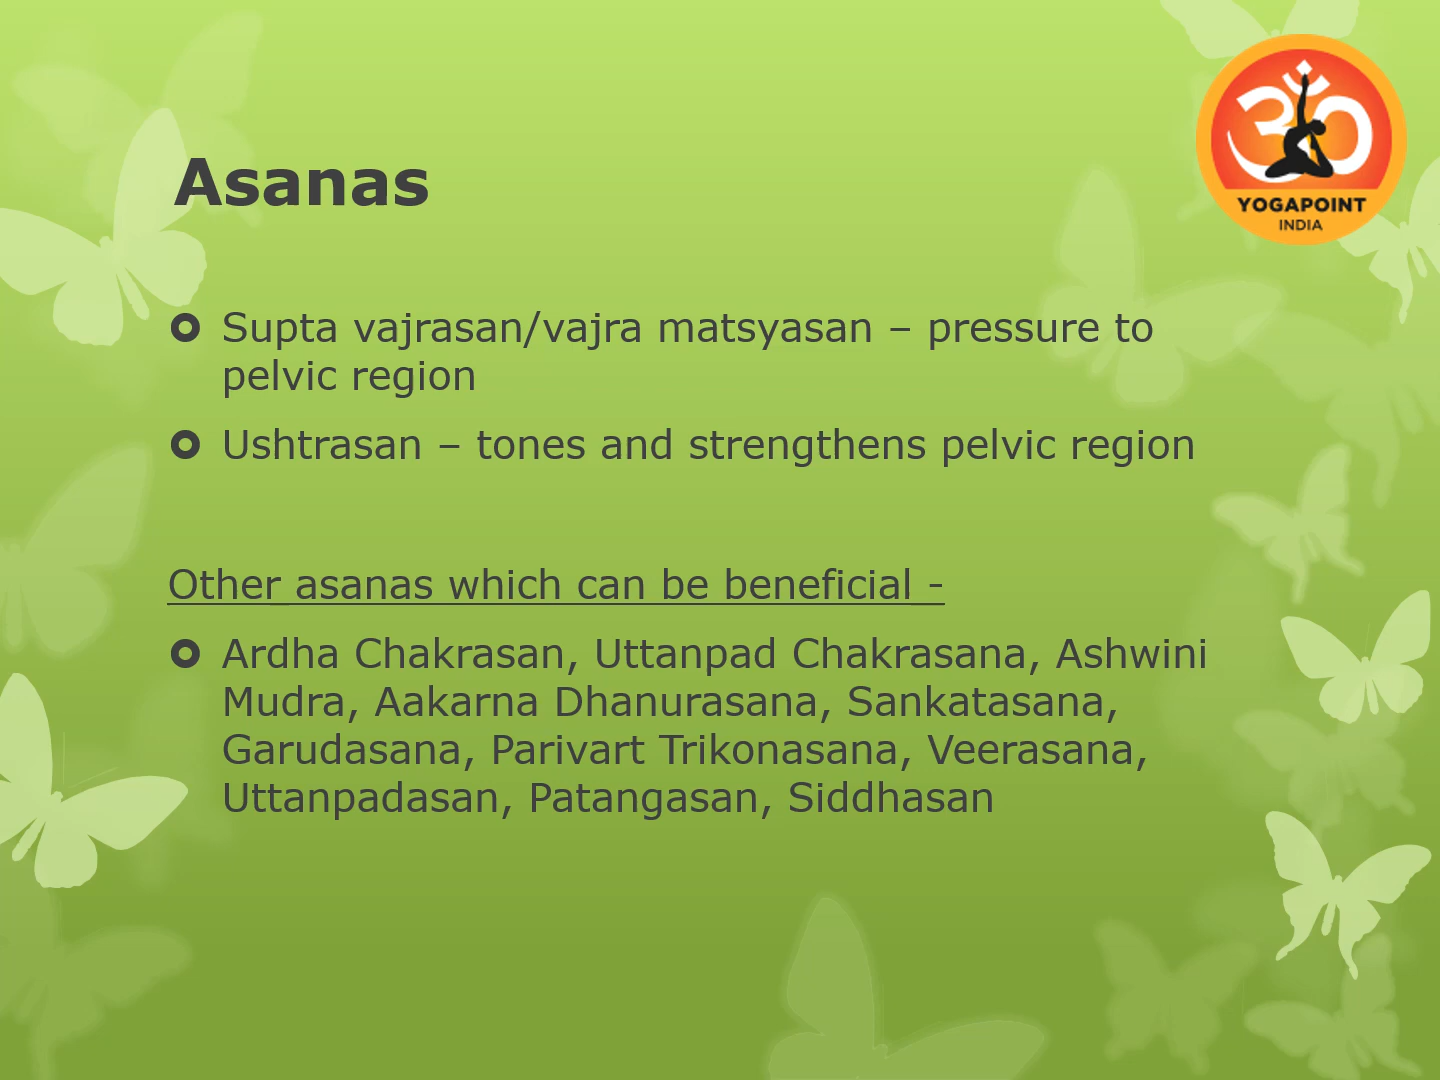 YOGAPOINT
INDIA
Asanas
Supta vajrasan/vajra matsyasan – pressure to
pelvic region
Ushtrasan – tones and strengthens pelvic region
Other asanas which can be beneficial -
Ardha Chakrasan, Uttanpad Chakrasana, Ashwini
Mudra, Aakarna Dhanurasana, Sankatasana,
Garudasana, Parivart Trikonasana, Veerasana,
Uttanpadasan, Patangasan, Siddhasan